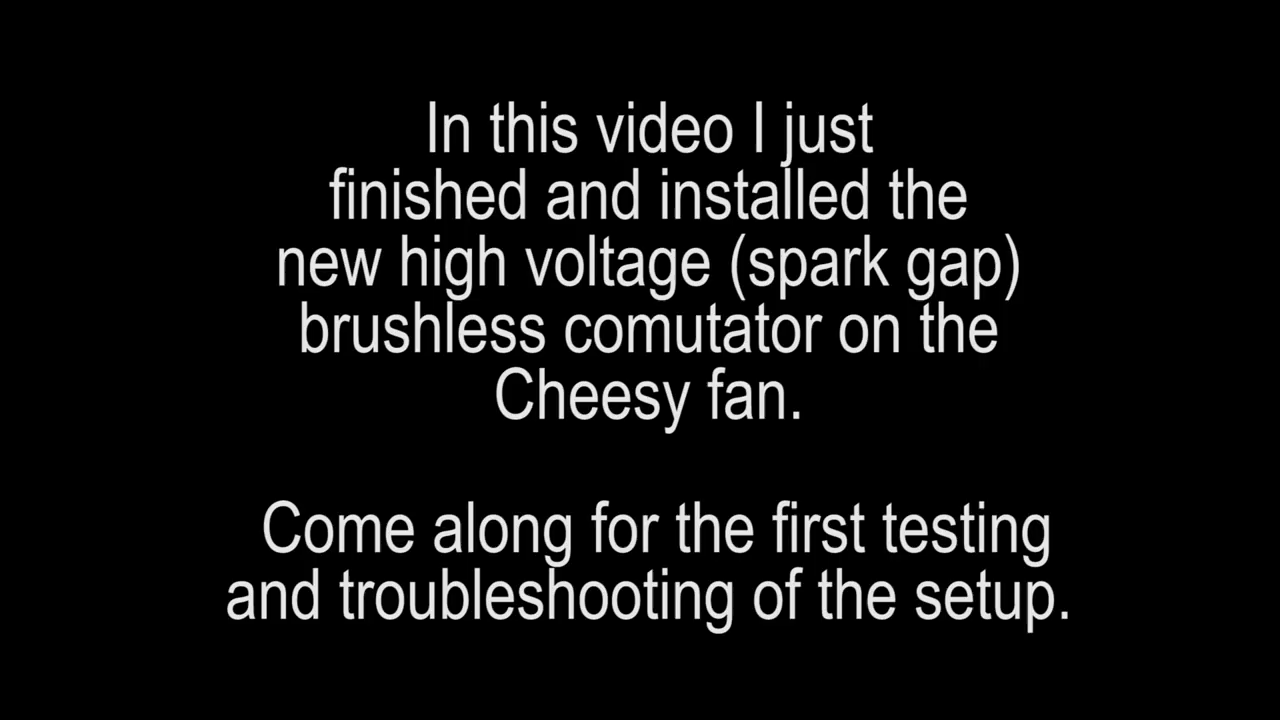 In this video I just
finished and installed the
new high voltage (spark gap)
brushless comutator on the
Cheesy fan.
Come along for the first testing
and troubleshooting of the setup.